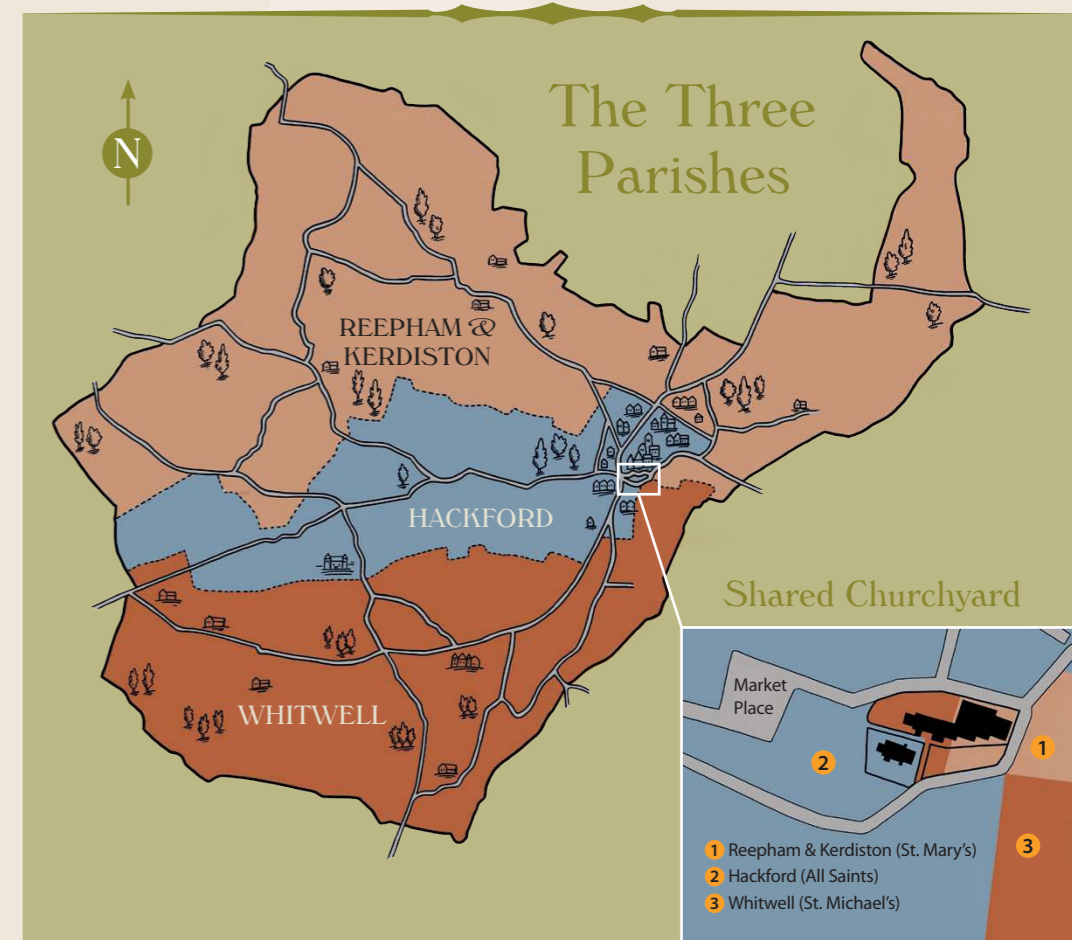 The Three
Parishes
N
REEPHAM &
KERDISTON
HACKFORD
WHITWELL
Shared Churchyard
Market
Place
2
1
3
1 Reepham & Kerdiston (St. Mary's)
2 Hackford (All Saints)
3 Whitwell (St. Michael's)